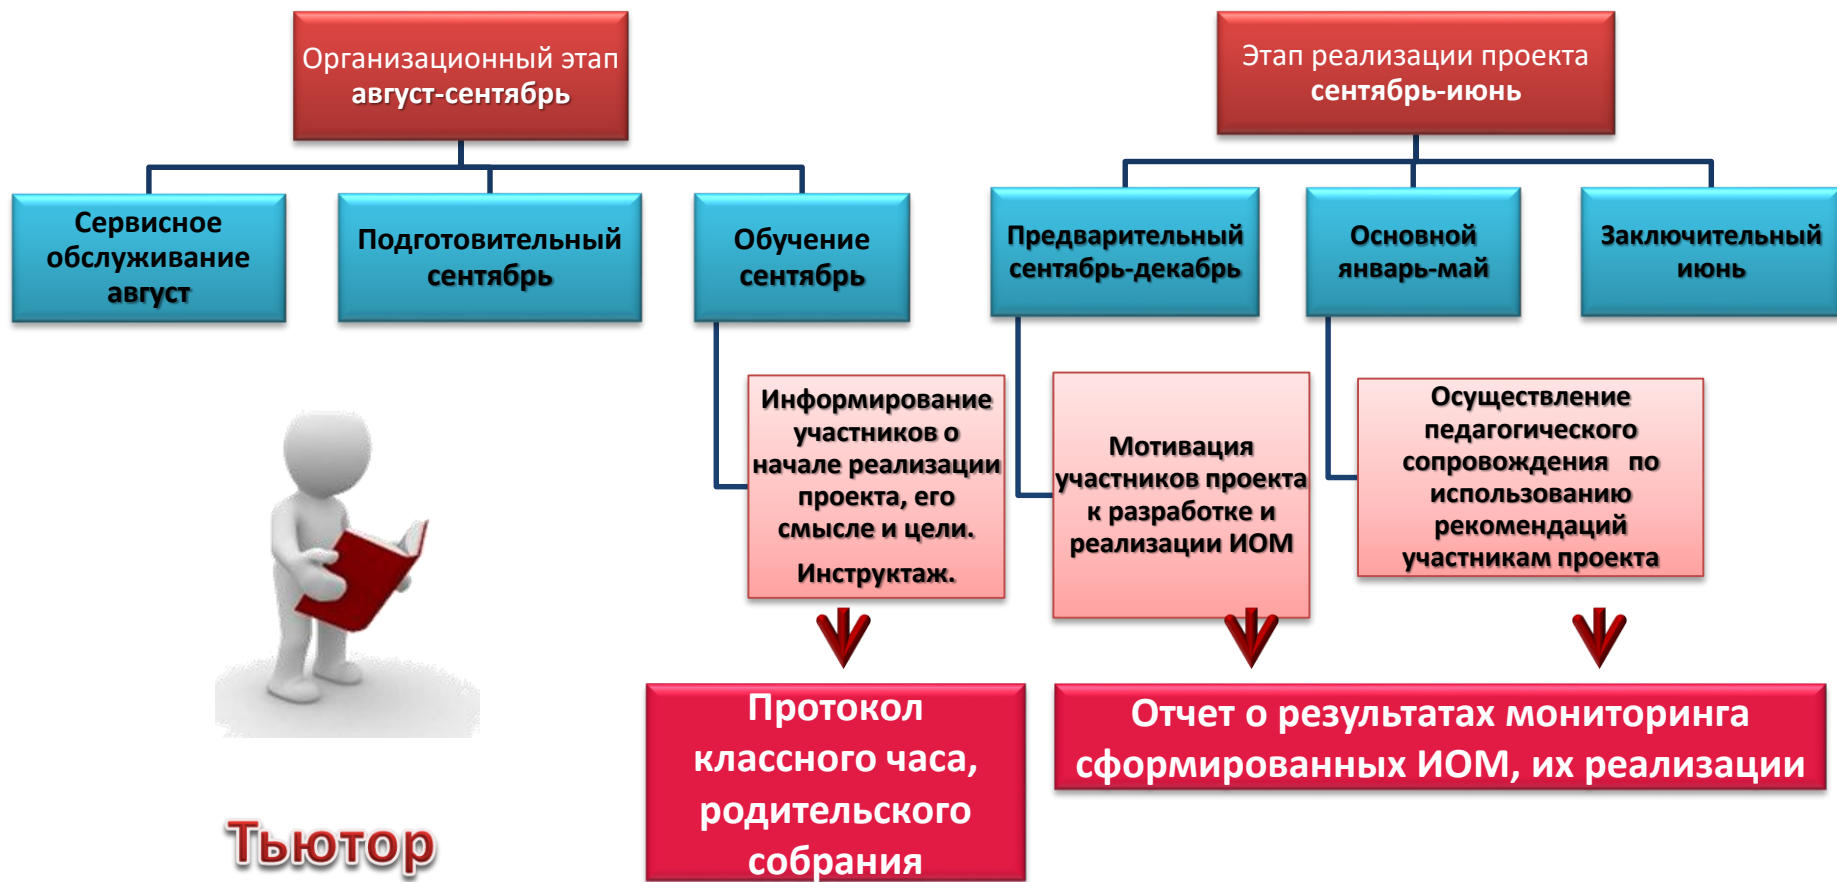 Организационный этап
август-сентябрь
Этап реализации проекта
сентябрь-июнь
Сервисное
обслуживание
август
Подготовительный
сентябрь
Обучение
сентябрь
Предварительный
сентябрь-декабрь
Основной
январь-май
Заключительный
июнь
Информирование
участников о
начале реализации
проекта, его
смысле и цели.
Инструктаж.
Мотивация
участников проекта
к разработке и
реализации ИОМ
Осуществление
педагогического
сопровождения по
использованию
рекомендаций
участникам проекта
Протокол
классного часа,
родительского
собрания
Отчет о результатах мониторинга
сформированных ИОМ, их реализации
Тьютор